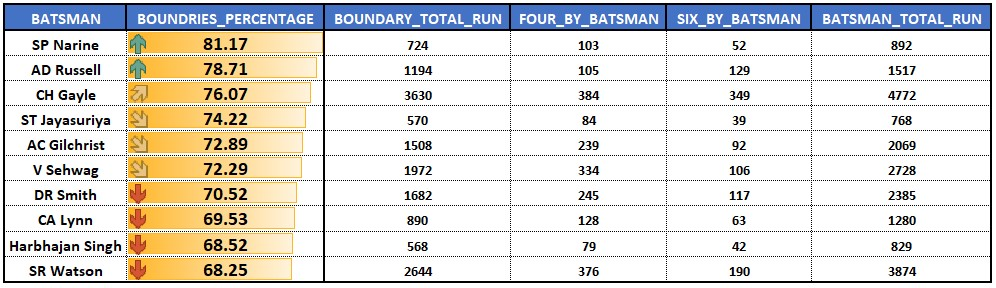 BATSMAN BOUNDRIES_PERCENTAGE BOUNDARY_TOTAL_RUN FOUR_BY_BATSMAN SIX_BY_BATSMAN BATSMAN_TOTAL_RUN
SP Narine 81.17 724 103 52 892
AD Russell 78.71 1194 105 129 1517
CH Gayle 76.07 3630 384 349 4772
ST Jayasuriya 74.22 570 84 39 768
AC Gilchrist 72.89 1508 239 92 2069
V Sehwag 72.29 1972 334 106 2728
DR Smith 70.52 1682 245 117 2385
CA Lynn 69.53 890 128 63 1280
Harbhajan Singh 68.52 568 79 42 829
SR Watson 68.25 2644 376 190 3874